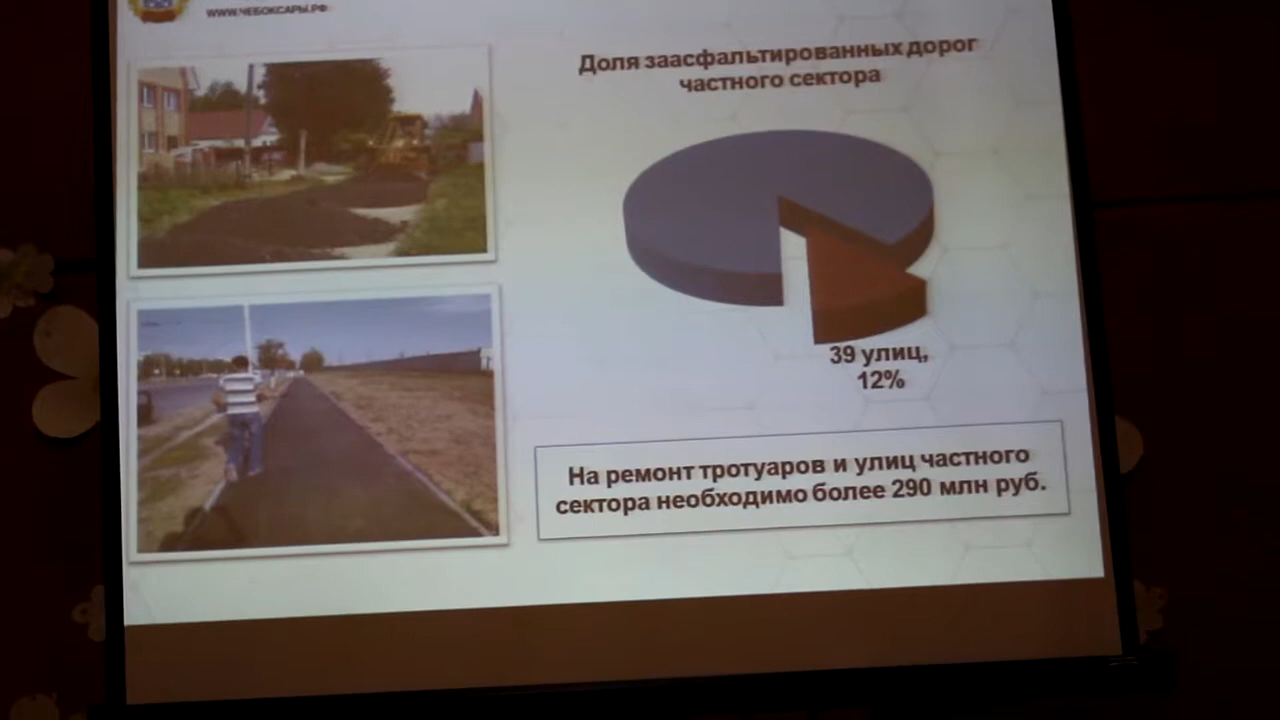 WWW.ЧЕБОКСАРЫ.РФ
Доля заасфальтированных дорог
частного сектора
39 улиц,
12%
На ремонт тротуаров и улиц частного
сектора необходимо более 290 млн руб.